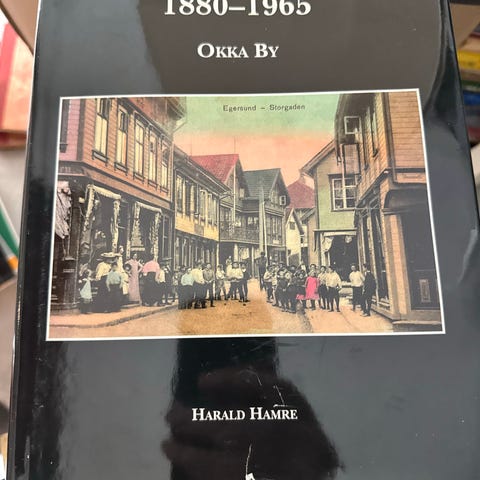 1880–1965
OKKA BY
Egersund – Storgaden
HARALD HAMRE